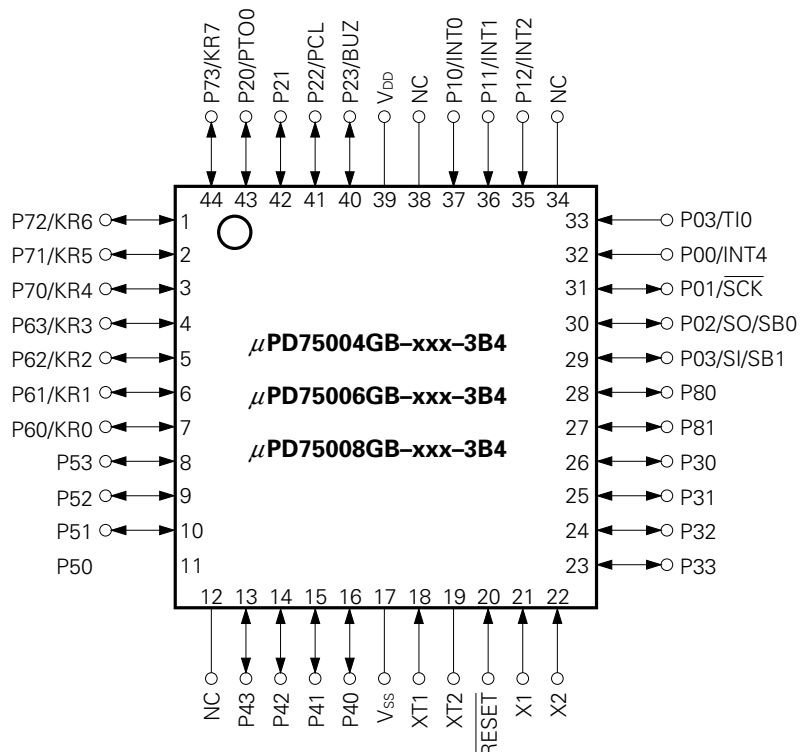 P73/KR7
P20/PTO0
P21
P22/PCL
P23/BUZ
VDD
NC
P10/INT0
P11/INT1
P12/INT2
NC
44 43 42 41 40 39 38 37 36 35 34
P72/KR6 1
P71/KR5 2
P70/KR4 3
P63/KR3 4
P62/KR2 5
P61/KR1 6
P60/KR0 7
P53 8
P52 9
P51 10
P50 11
μPD75004GB–xxx–3B4
μPD75006GB–xxx–3B4
μPD75008GB–xxx–3B4
33 P03/TI0
32 P00/INT4
31 P01/SCK
30 P02/SO/SB0
29 P03/SI/SB1
28 P80
27 P81
26 P30
25 P31
24 P32
23 P33
12 13 14 15 16 17 18 19 20 21 22
NC
P43
P42
P41
P40
VSS
XT1
XT2
RESET
X1
X2